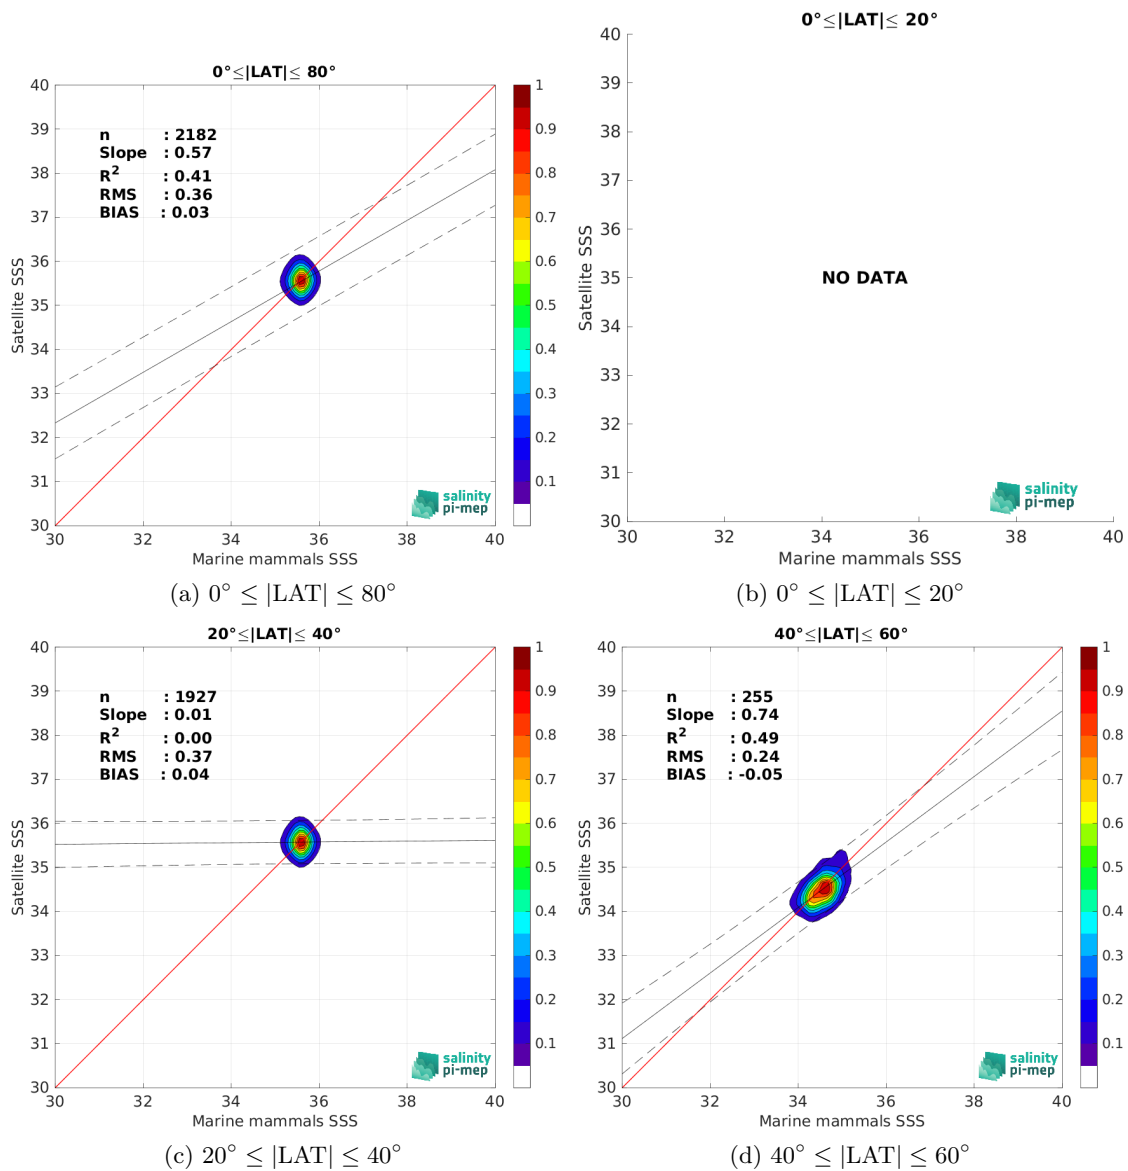 0°≤|LAT|≤ 80°
40
39
38
37
36
35
34
33
32
31
30
Satellite SSS
n : 2182
Slope : 0.57
R² : 0.41
RMS : 0.36
BIAS : 0.03
salinity
pi-mep
30 32 34 36 38 40
Marine mammals SSS
1
0.9
0.8
0.7
0.6
0.5
0.4
0.3
0.2
0.1
(a) 0° ≤ |LAT| ≤ 80°
0°≤|LAT|≤ 20°
40
39
38
37
36
35
34
33
32
31
30
Satellite SSS
NO DATA
salinity
pi-mep
30 32 34 36 38 40
Marine mammals SSS
(b) 0° ≤ |LAT| ≤ 20°
20°≤|LAT|≤ 40°
40
39
38
37
36
35
34
33
32
31
30
Satellite SSS
n : 1927
Slope : 0.01
R² : 0.00
RMS : 0.37
BIAS : 0.04
salinity
pi-mep
30 32 34 36 38 40
Marine mammals SSS
1
0.9
0.8
0.7
0.6
0.5
0.4
0.3
0.2
0.1
(c) 20° ≤ |LAT| ≤ 40°
40°≤|LAT|≤ 60°
40
39
38
37
36
35
34
33
32
31
30
Satellite SSS
n : 255
Slope : 0.74
R² : 0.49
RMS : 0.24
BIAS : -0.05
salinity
pi-mep
30 32 34 36 38 40
Marine mammals SSS
1
0.9
0.8
0.7
0.6
0.5
0.4
0.3
0.2
0.1
(d) 40° ≤ |LAT| ≤ 60°